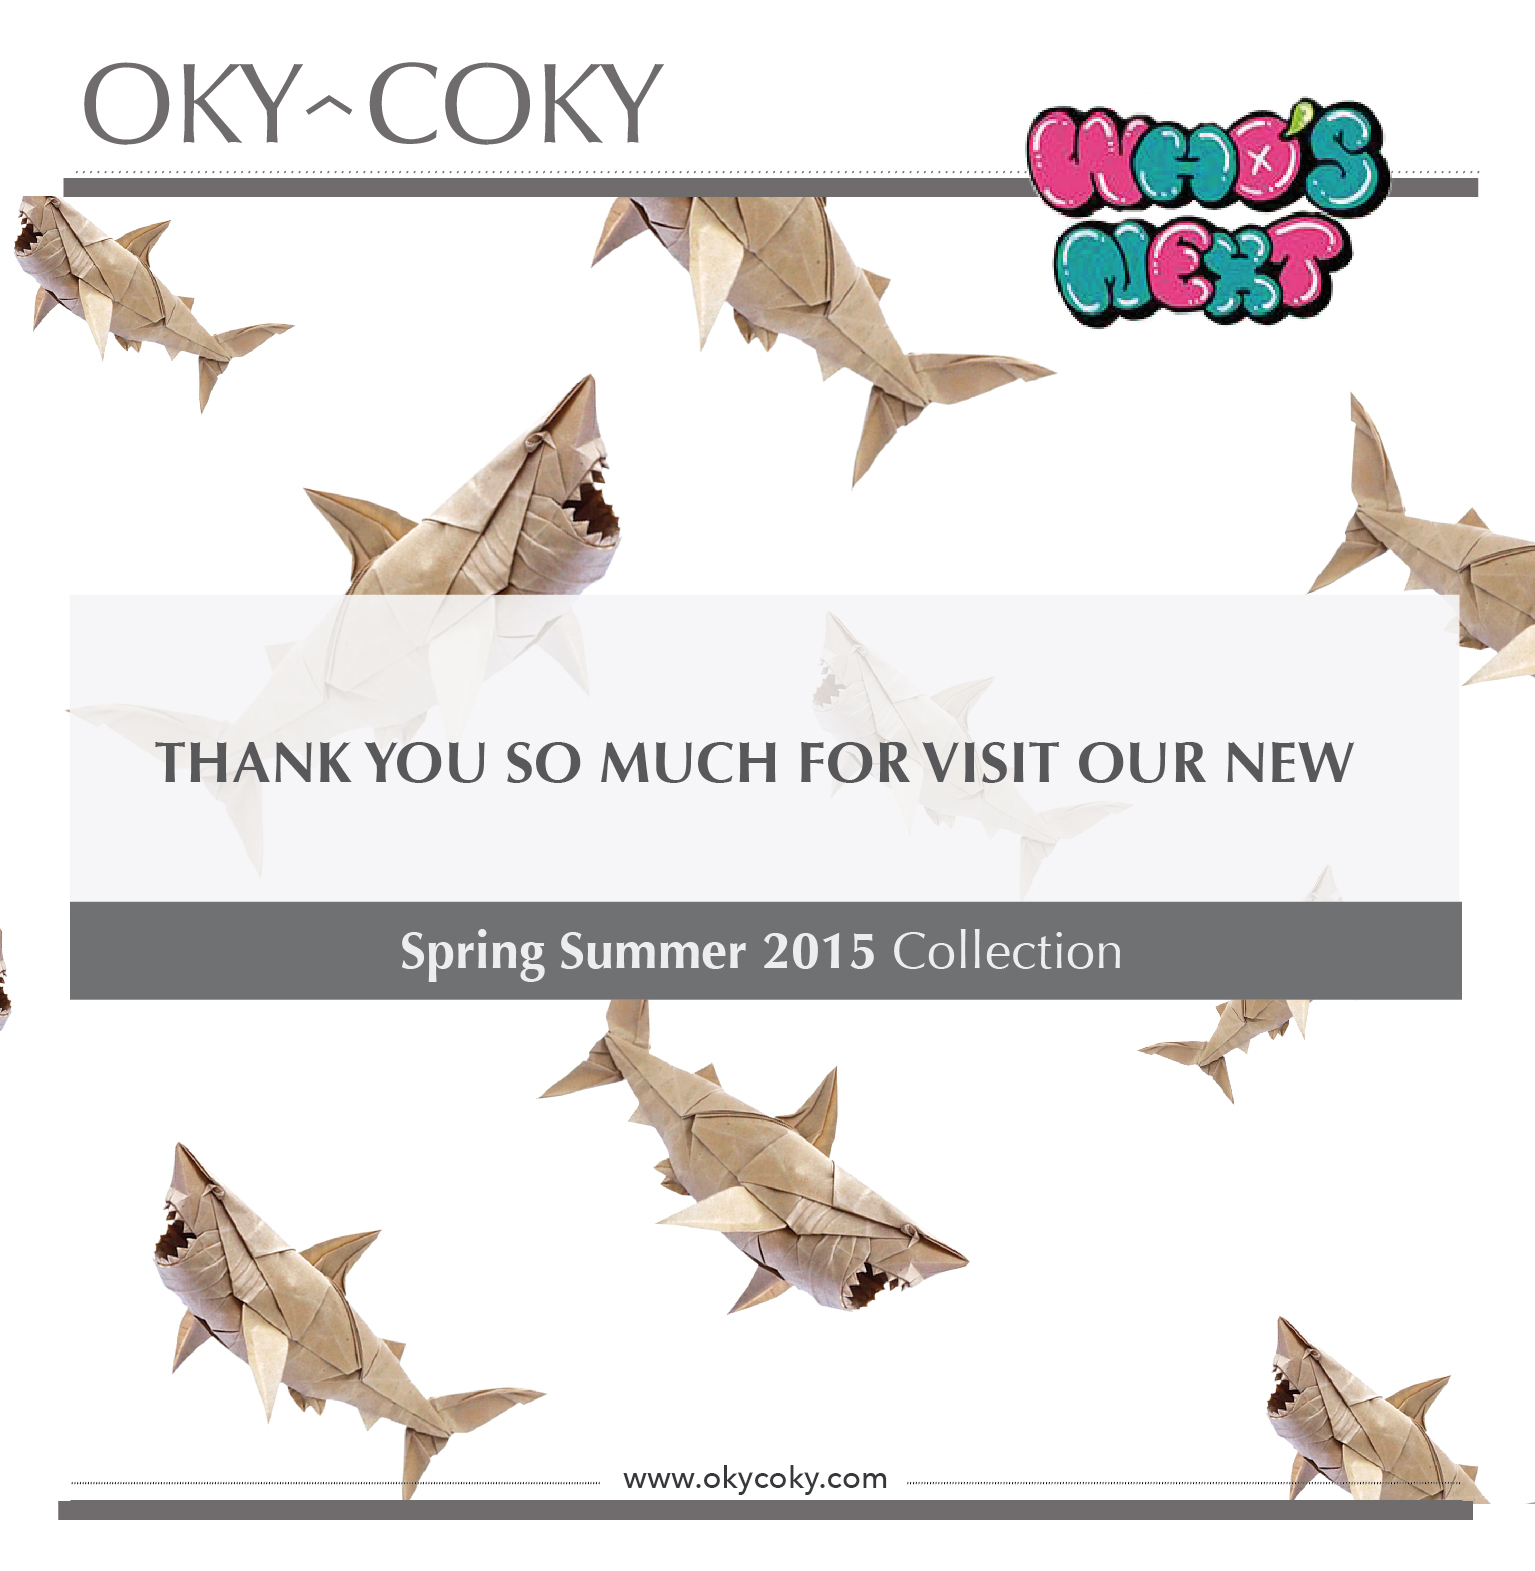 OKY^COKY
WHO'S
NEXT
THANK YOU SO MUCH FOR VISIT OUR NEW
Spring Summer 2015 Collection
www.okycoky.com